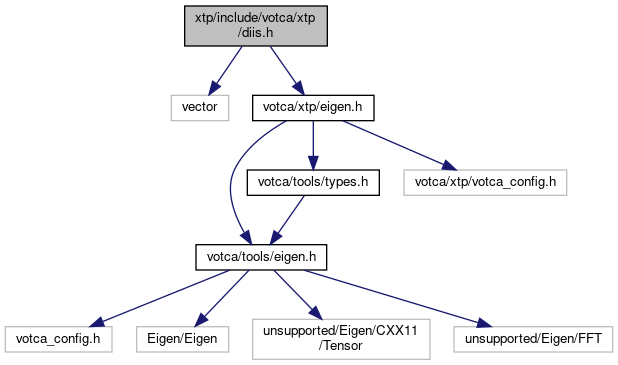 xtp/include/votca/xtp
/diis.h
vector
votca/xtp/eigen.h
votca/tools/types.h
votca/xtp/votca_config.h
votca/tools/eigen.h
votca_config.h
Eigen/Eigen
unsupported/Eigen/CXX11
/Tensor
unsupported/Eigen/FFT